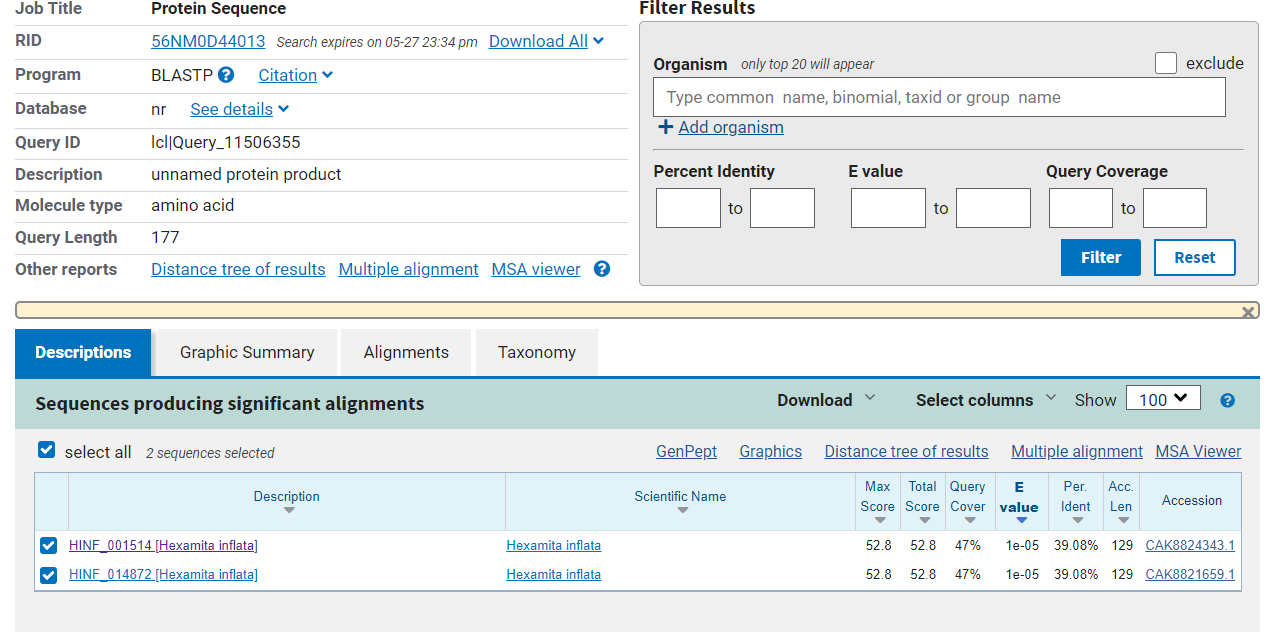 Job Title Protein Sequence
RID 56NM0D44013 Search expires on 05-27 23:34 pm Download All
Program BLASTP ? Citation
Database nr See details
Query ID lcl|Query_11506355
Description unnamed protein product
Molecule type amino acid
Query Length 177
Other reports Distance tree of results Multiple alignment MSA viewer ?
Filter Results
Organism only top 20 will appear exclude
Type common name, binomial, taxid or group name
+ Add organism
Percent Identity E value Query Coverage
to to to
Filter Reset
Descriptions Graphic Summary Alignments Taxonomy
Sequences producing significant alignments Download Select columns Show 100 ?
select all 2 sequences selected GenPept Graphics Distance tree of results Multiple alignment MSA Viewer
Description Scientific Name Max Score Total Score Query Cover E value Per. Ident Acc. Len Accession
HINF_001514 [Hexamita inflata] Hexamita inflata 52.8 52.8 47% 1e-05 39.08% 129 CAK8824343.1
HINF_014872 [Hexamita inflata] Hexamita inflata 52.8 52.8 47% 1e-05 39.08% 129 CAK8821659.1